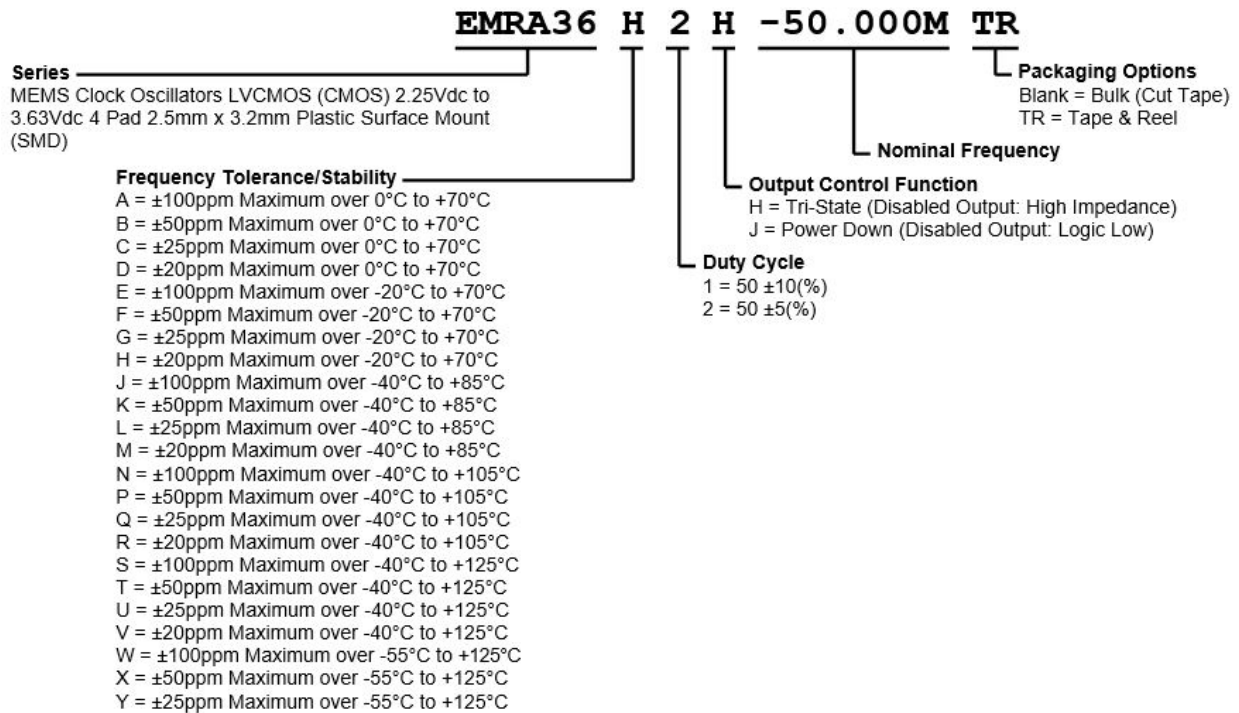 EMRA36 H 2 H -50.000M TR
Series
MEMS Clock Oscillators LVCMOS (CMOS) 2.25Vdc to
3.63Vdc 4 Pad 2.5mm x 3.2mm Plastic Surface Mount
(SMD)
Frequency Tolerance/Stability
A = ±100ppm Maximum over 0°C to +70°C
B = ±50ppm Maximum over 0°C to +70°C
C = ±25ppm Maximum over 0°C to +70°C
D = ±20ppm Maximum over 0°C to +70°C
E = ±100ppm Maximum over -20°C to +70°C
F = ±50ppm Maximum over -20°C to +70°C
G = ±25ppm Maximum over -20°C to +70°C
H = ±20ppm Maximum over -20°C to +70°C
J = ±100ppm Maximum over -40°C to +85°C
K = ±50ppm Maximum over -40°C to +85°C
L = ±25ppm Maximum over -40°C to +85°C
M = ±20ppm Maximum over -40°C to +85°C
N = ±100ppm Maximum over -40°C to +105°C
P = ±50ppm Maximum over -40°C to +105°C
Q = ±25ppm Maximum over -40°C to +105°C
R = ±20ppm Maximum over -40°C to +105°C
S = ±100ppm Maximum over -40°C to +125°C
T = ±50ppm Maximum over -40°C to +125°C
U = ±25ppm Maximum over -40°C to +125°C
V = ±20ppm Maximum over -40°C to +125°C
W = ±100ppm Maximum over -55°C to +125°C
X = ±50ppm Maximum over -55°C to +125°C
Y = ±25ppm Maximum over -55°C to +125°C
Packaging Options
Blank = Bulk (Cut Tape)
TR = Tape & Reel
Nominal Frequency
Output Control Function
H = Tri-State (Disabled Output: High Impedance)
J = Power Down (Disabled Output: Logic Low)
Duty Cycle
1 = 50 ±10(%)
2 = 50 ±5(%)